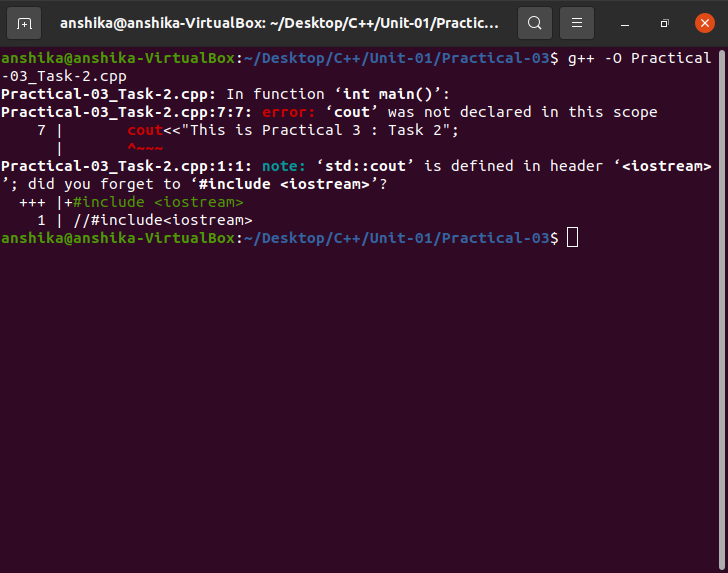 anshika@anshika-VirtualBox: ~/Desktop/C++/Unit-01/Practic...
anshika@anshika-VirtualBox:~/Desktop/C++/Unit-01/Practical-03$ g++ -O Practical
-03_Task-2.cpp
Practical-03_Task-2.cpp: In function ‘int main()’:
Practical-03_Task-2.cpp:7:7: error: ‘cout’ was not declared in this scope
    7 |       cout<<"This is Practical 3 : Task 2";
      |       ^~~~
Practical-03_Task-2.cpp:1:1: note: ‘std::cout’ is defined in header ‘<iostream>
’; did you forget to ‘#include <iostream>’?
  +++ |+#include <iostream>
    1 | //#include<iostream>
anshika@anshika-VirtualBox:~/Desktop/C++/Unit-01/Practical-03$